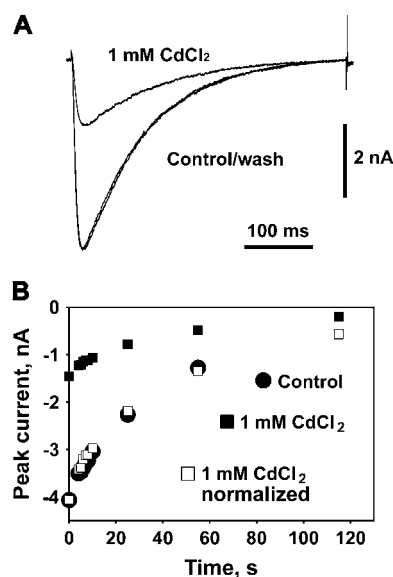 A
1 mM CdCl2
Control/wash
2 nA
100 ms
B
0
-1
-2
-3
-4
Peak current, nA
Control
1 mM CdCl2
1 mM CdCl2
normalized
0 20 40 60 80 100 120
Time, s